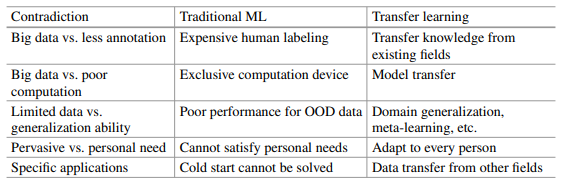 Contradiction Traditional ML Transfer learning
Big data vs. less annotation Expensive human labeling Transfer knowledge from
existing fields
Big data vs. poor Exclusive computation device Model transfer
computation
Limited data vs. Poor performance for OOD data Domain generalization,
generalization ability meta-learning, etc.
Pervasive vs. personal need Cannot satisfy personal needs Adapt to every person
Specific applications Cold start cannot be solved Data transfer from other fields